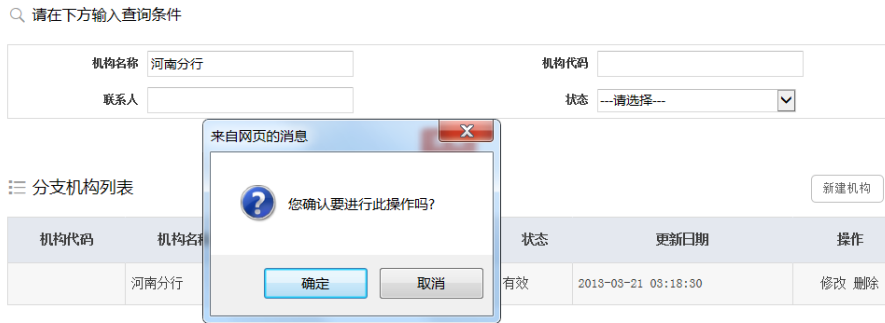 请在下方输入查询条件
机构名称 河南分行 机构代码
联系人 状态 ---请选择---
来自网页的消息
您确认要进行此操作吗?
确定 取消
分支机构列表 新建机构
机构代码 机构名称 状态 更新日期 操作
河南分行 有效 2013-03-21 03:18:30 修改 删除